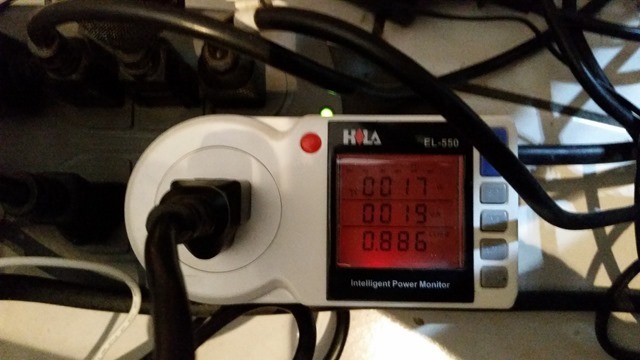 HILA
EL-550
0017
0019
0.886
Intelligent Power Monitor